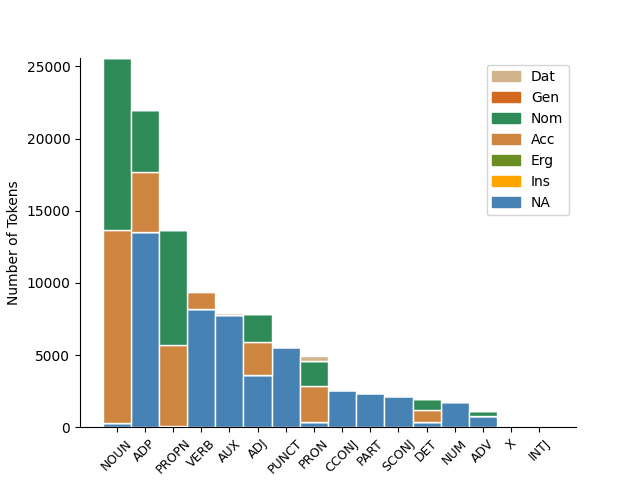 25000
20000
15000
10000
5000
0
Number of Tokens
Dat
Gen
Nom
Acc
Erg
Ins
NA
NOUN
ADP
PROPN
VERB
AUX
ADJ
PUNCT
PRON
CCONJ
PART
SCONJ
DET
NUM
ADV
X
INTJ